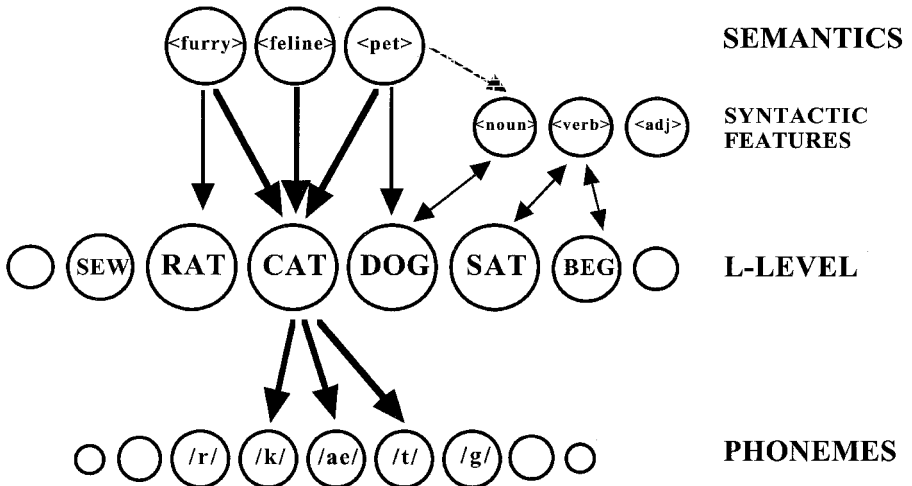 <furry> <feline> <pet> SEMANTICS
<noun> <verb> <adj> SYNTACTIC
FEATURES
SEW RAT CAT DOG SAT BEG L-LEVEL
/r/ /k/ /ae/ /t/ /g/ PHONEMES